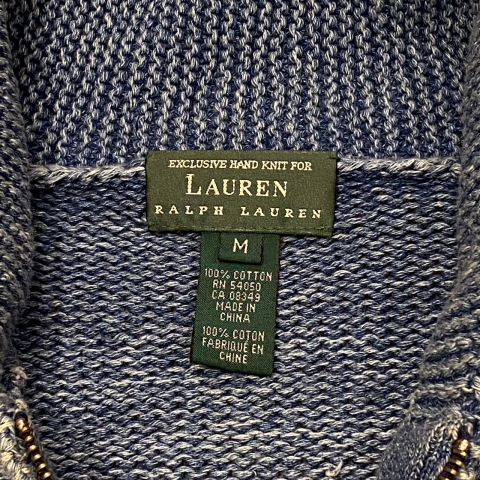 EXCLUSIVE HAND KNIT FOR
LAUREN
RALPH LAUREN
M
100% COTTON
RN 54050
CA 08349
MADE IN
CHINA
100% COTON
FABRIQUÉ EN
CHINE